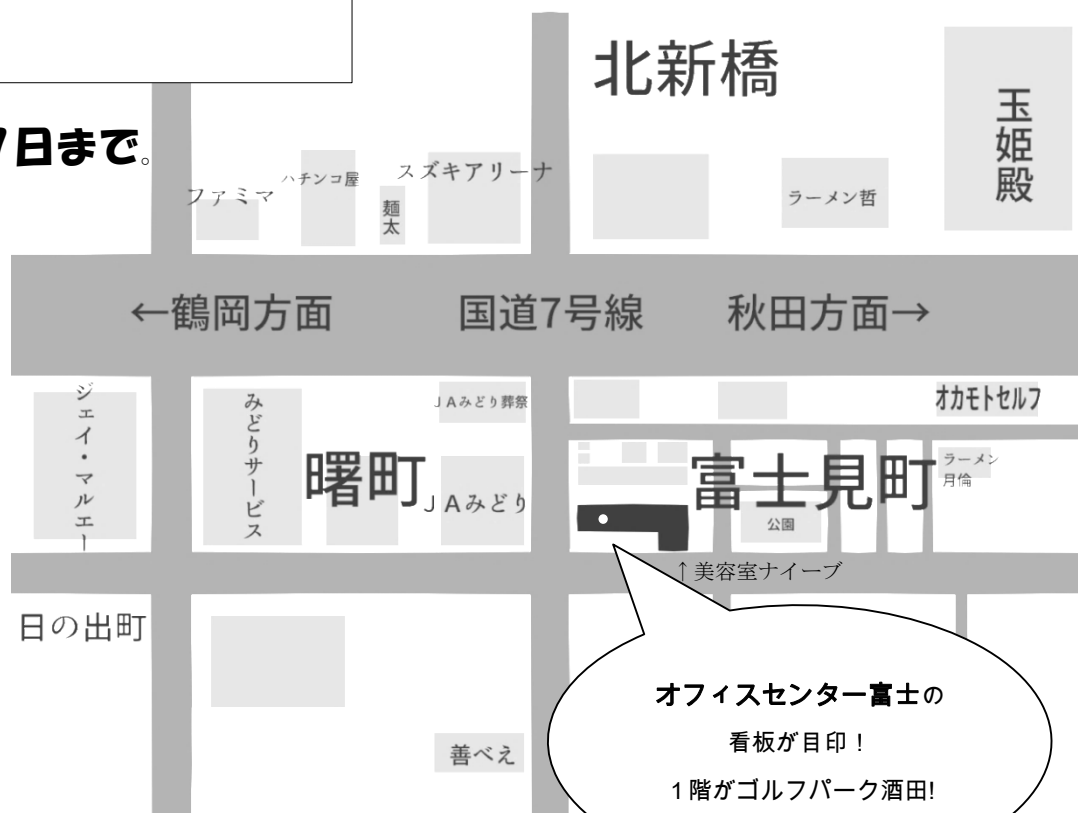 北新橋
玉姫殿
日まで。
ファミマ
ハチンコ屋
麺太
スズキアリーナ
ラーメン哲
←鶴岡方面
国道7号線
秋田方面→
ジェイ・マルエー
みどりサービス
JAみどり葬祭
オカモトセルフ
曙町
JAみどり
富士見町
ラーメン
月倫
公園
↑美容室ナイーブ
日の出町
善べえ
オフィスセンター富士の
看板が目印！
1階がゴルフパーク酒田!